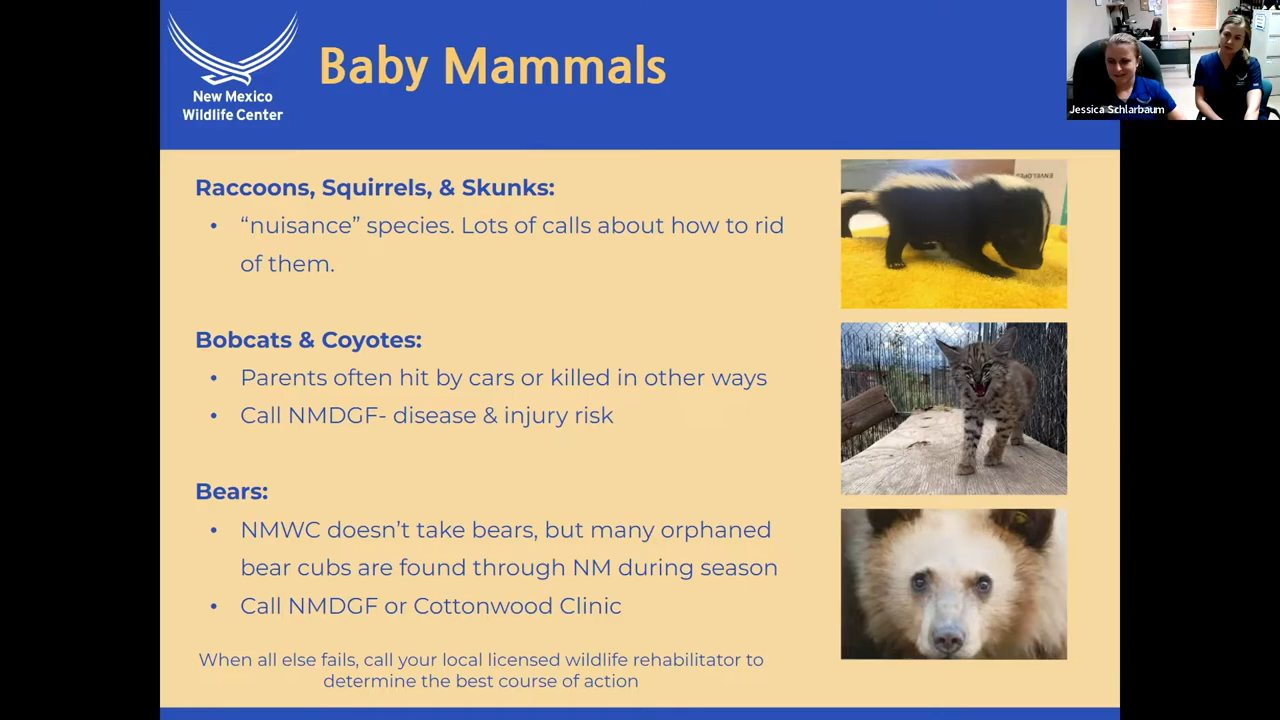 New Mexico
Wildlife Center
Baby Mammals
Jessica Schlarbaum
Raccoons, Squirrels, & Skunks:
• “nuisance” species. Lots of calls about how to rid
of them.
Bobcats & Coyotes:
• Parents often hit by cars or killed in other ways
• Call NMDGF- disease & injury risk
Bears:
• NMWC doesn’t take bears, but many orphaned
bear cubs are found through NM during season
• Call NMDGF or Cottonwood Clinic
When all else fails, call your local licensed wildlife rehabilitator to
determine the best course of action
ENVELOPES